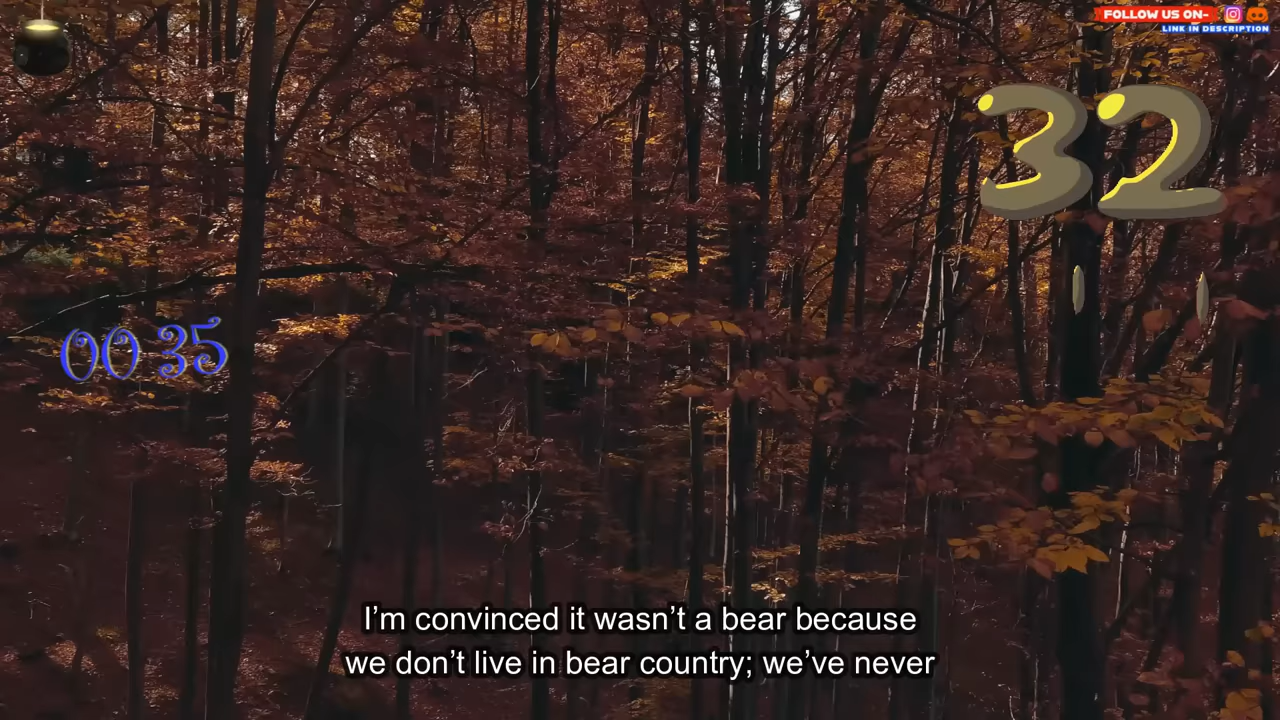 FOLLOW US ON-
LINK IN DESCRIPTION
32
00 35
I'm convinced it wasn't a bear because
we don't live in bear country; we've never